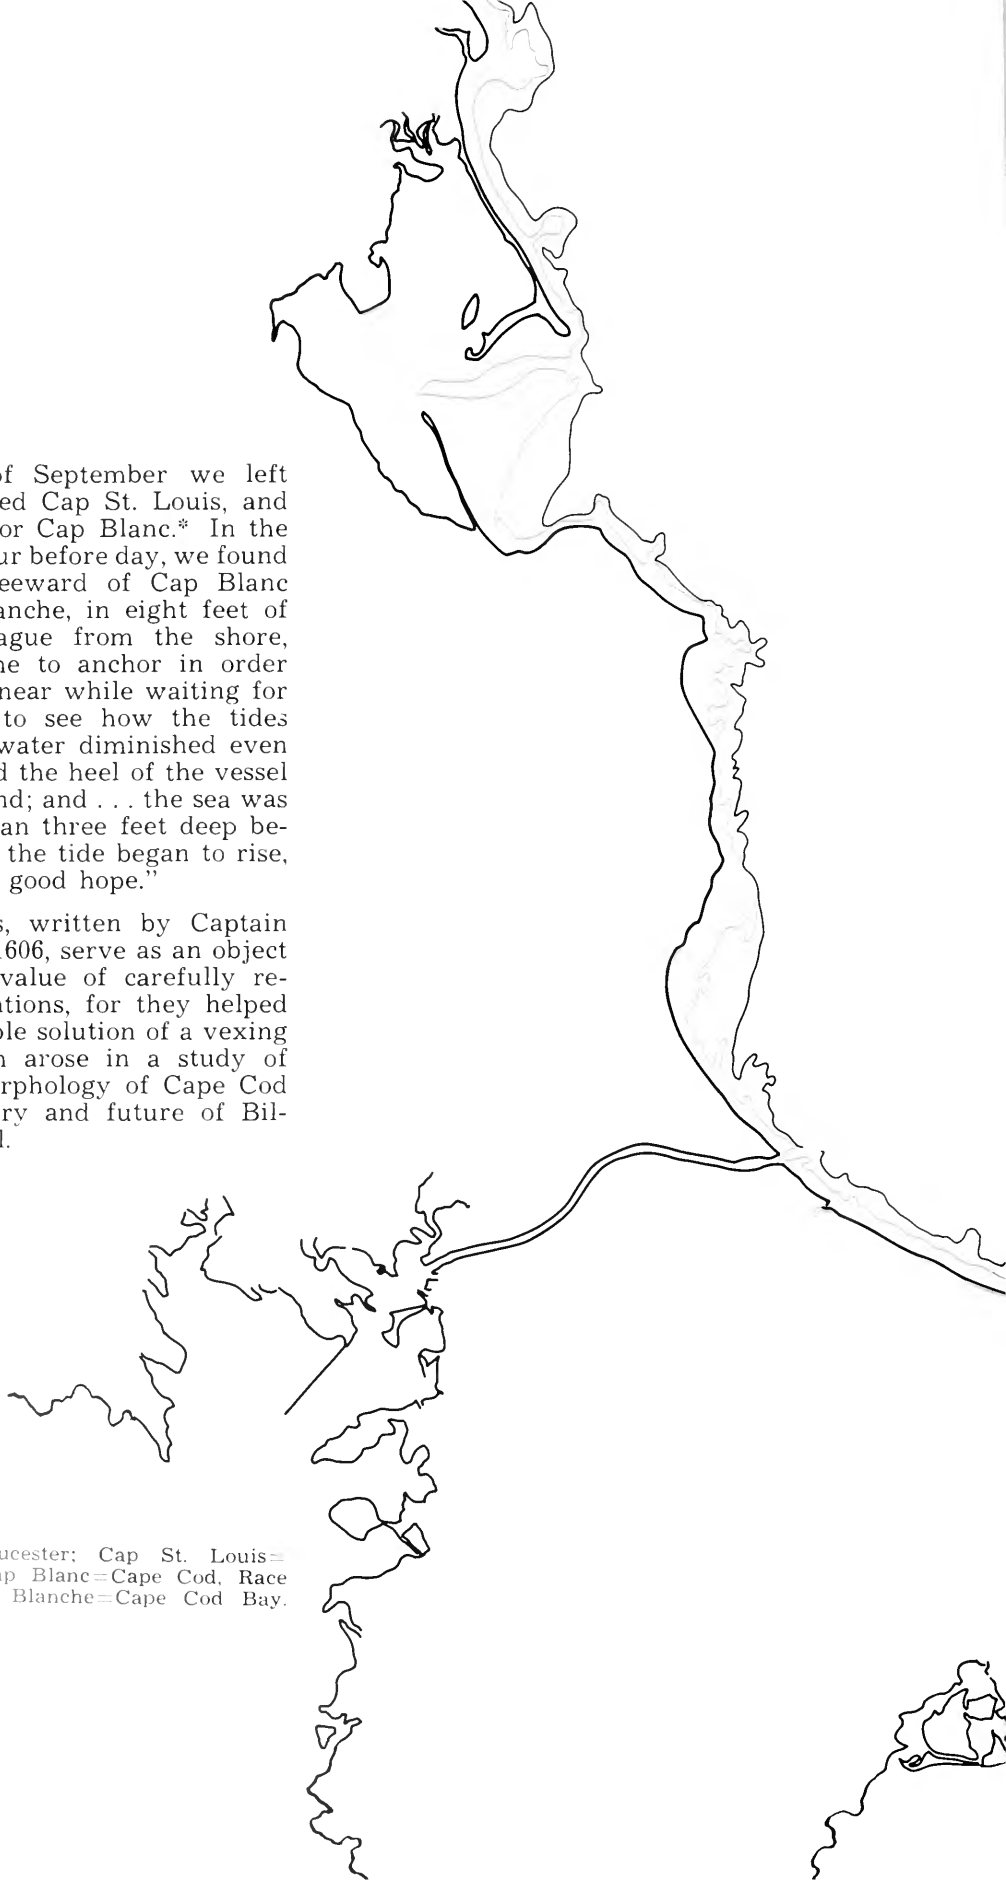 of September we left
ed Cap St. Louis, and
or Cap Blanc.* In the
ur before day, we found
eeward of Cap Blanc
anche, in eight feet of
ague from the shore,
ne to anchor in order
near while waiting for
to see how the tides
water diminished even
d the heel of the vessel
nd; and . . . the sea was
an three feet deep be-
the tide began to rise,
good hope.”
s, written by Captain
1606, serve as an object
value of carefully re-
ations, for they helped
ble solution of a vexing
n arose in a study of
rphology of Cape Cod
ry and future of Bil-
l.
ucester; Cap St. Louis=
ap Blanc=Cape Cod, Race
Blanche=Cape Cod Bay.